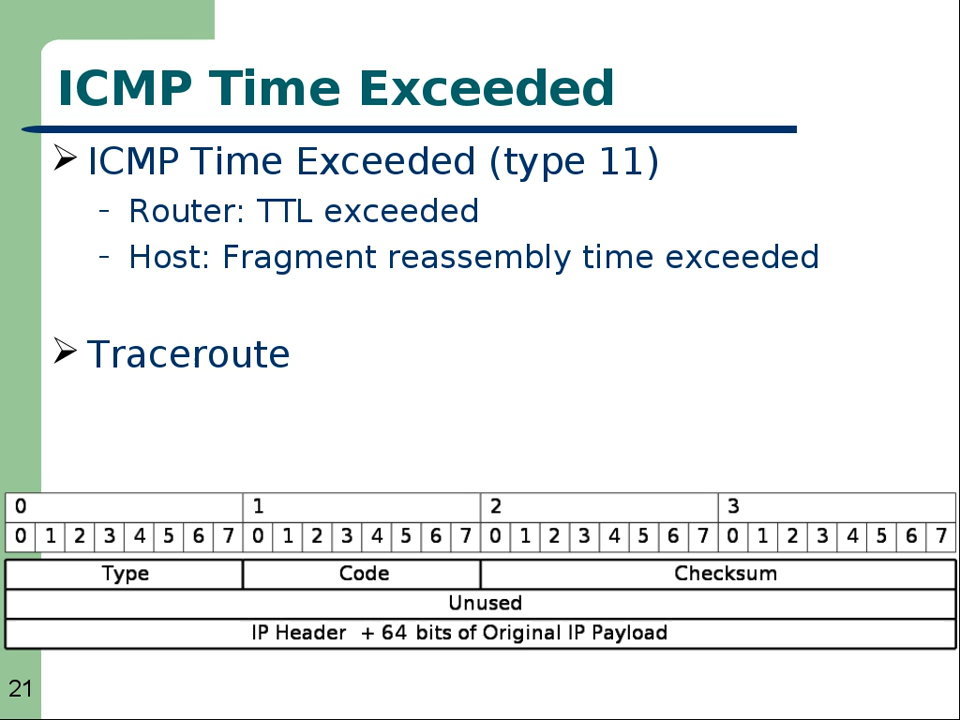 ICMP Time Exceeded
➢ ICMP Time Exceeded (type 11)
– Router: TTL exceeded
– Host: Fragment reassembly time exceeded
➢ Traceroute
0 1 2 3
0 1 2 3 4 5 6 7 0 1 2 3 4 5 6 7 0 1 2 3 4 5 6 7 0 1 2 3 4 5 6 7
Type Code Checksum
Unused
IP Header + 64 bits of Original IP Payload
21